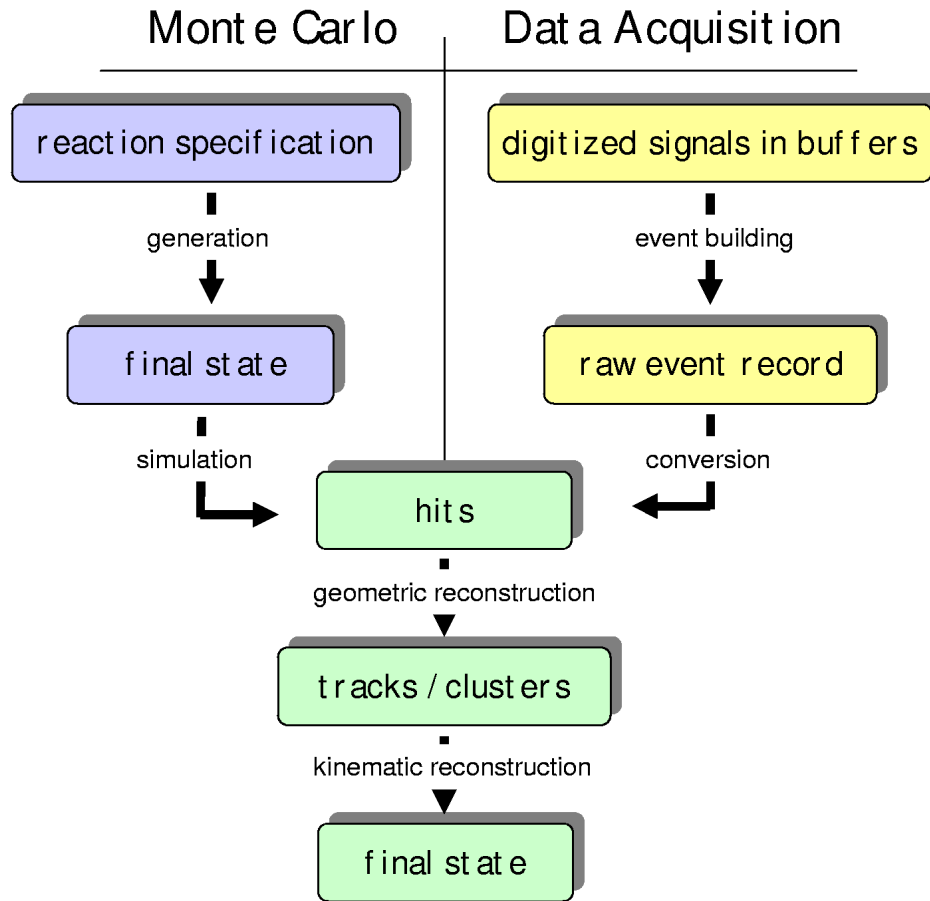 Monte Carlo
Data Acquisition
reaction specification
digitized signals in buffers
generation
event building
final state
raw event record
simulation
conversion
hits
geometric reconstruction
tracks / clusters
kinematic reconstruction
final state